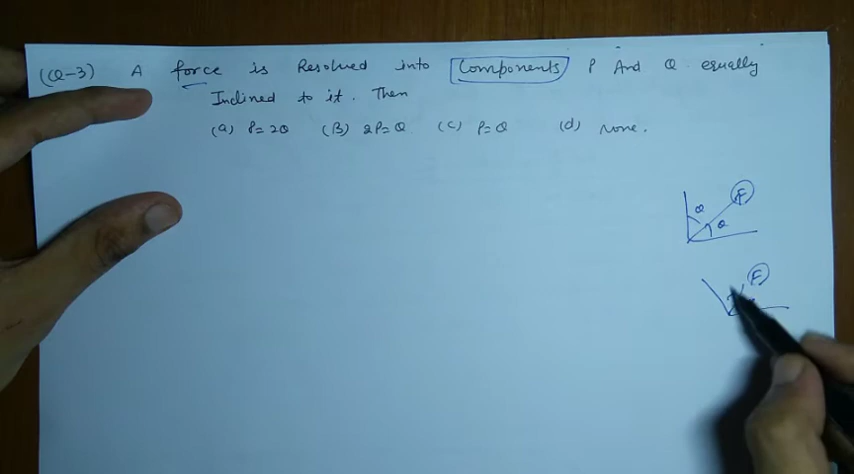 (Q-3) A force is Resolved into Components P And Q equally
Inclined to it. Then
(a) P=2Q (B) 2P=Q (C) P=Q (d) None.
F
θ
θ
F